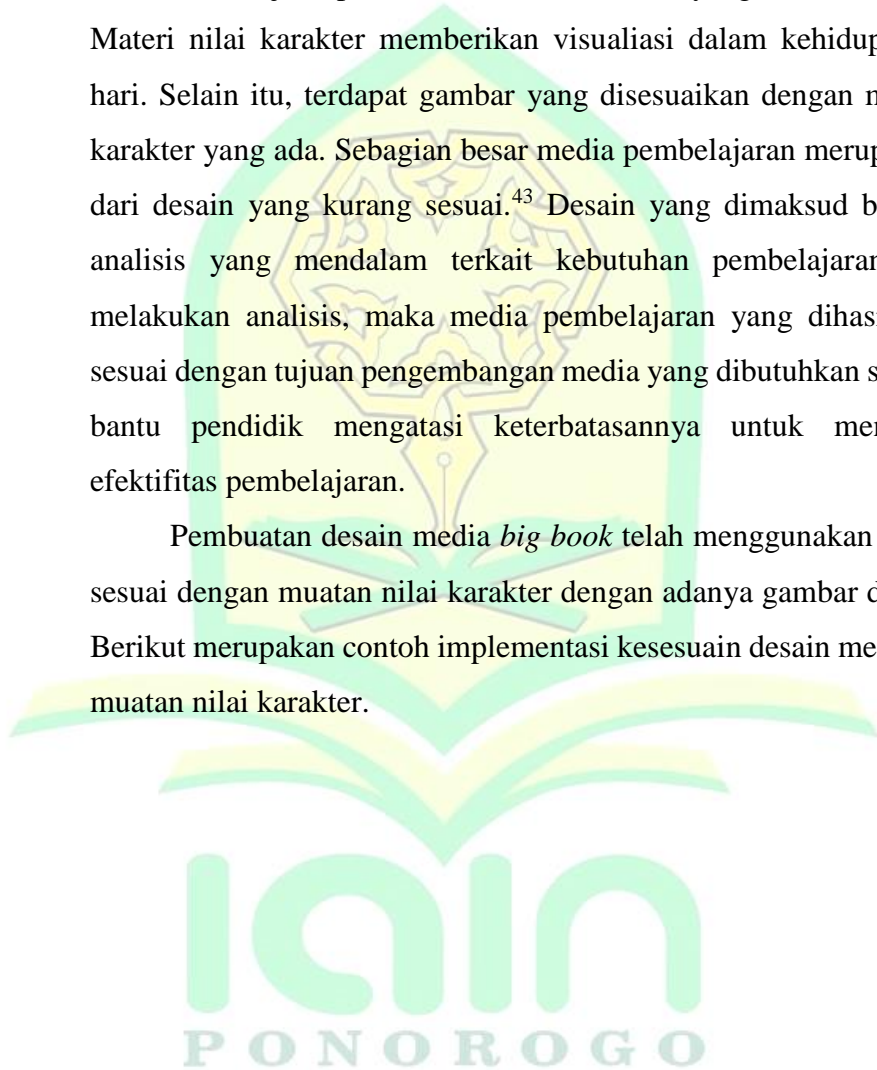 Materi nilai karakter memberikan visualiasi dalam kehidup
hari. Selain itu, terdapat gambar yang disesuaikan dengan
karakter yang ada. Sebagian besar media pembelajaran merup
dari desain yang kurang sesuai.43 Desain yang dimaksud b
analisis yang mendalam terkait kebutuhan pembelajaran
melakukan analisis, maka media pembelajaran yang dihas
sesuai dengan tujuan pengembangan media yang dibutuhkan s
bantu pendidik mengatasi keterbatasannya untuk men
efektifitas pembelajaran.
Pembuatan desain media big book telah menggunakan
sesuai dengan muatan nilai karakter dengan adanya gambar d
Berikut merupakan contoh implementasi kesesuain desain me
muatan nilai karakter.
iain
PONOROGO